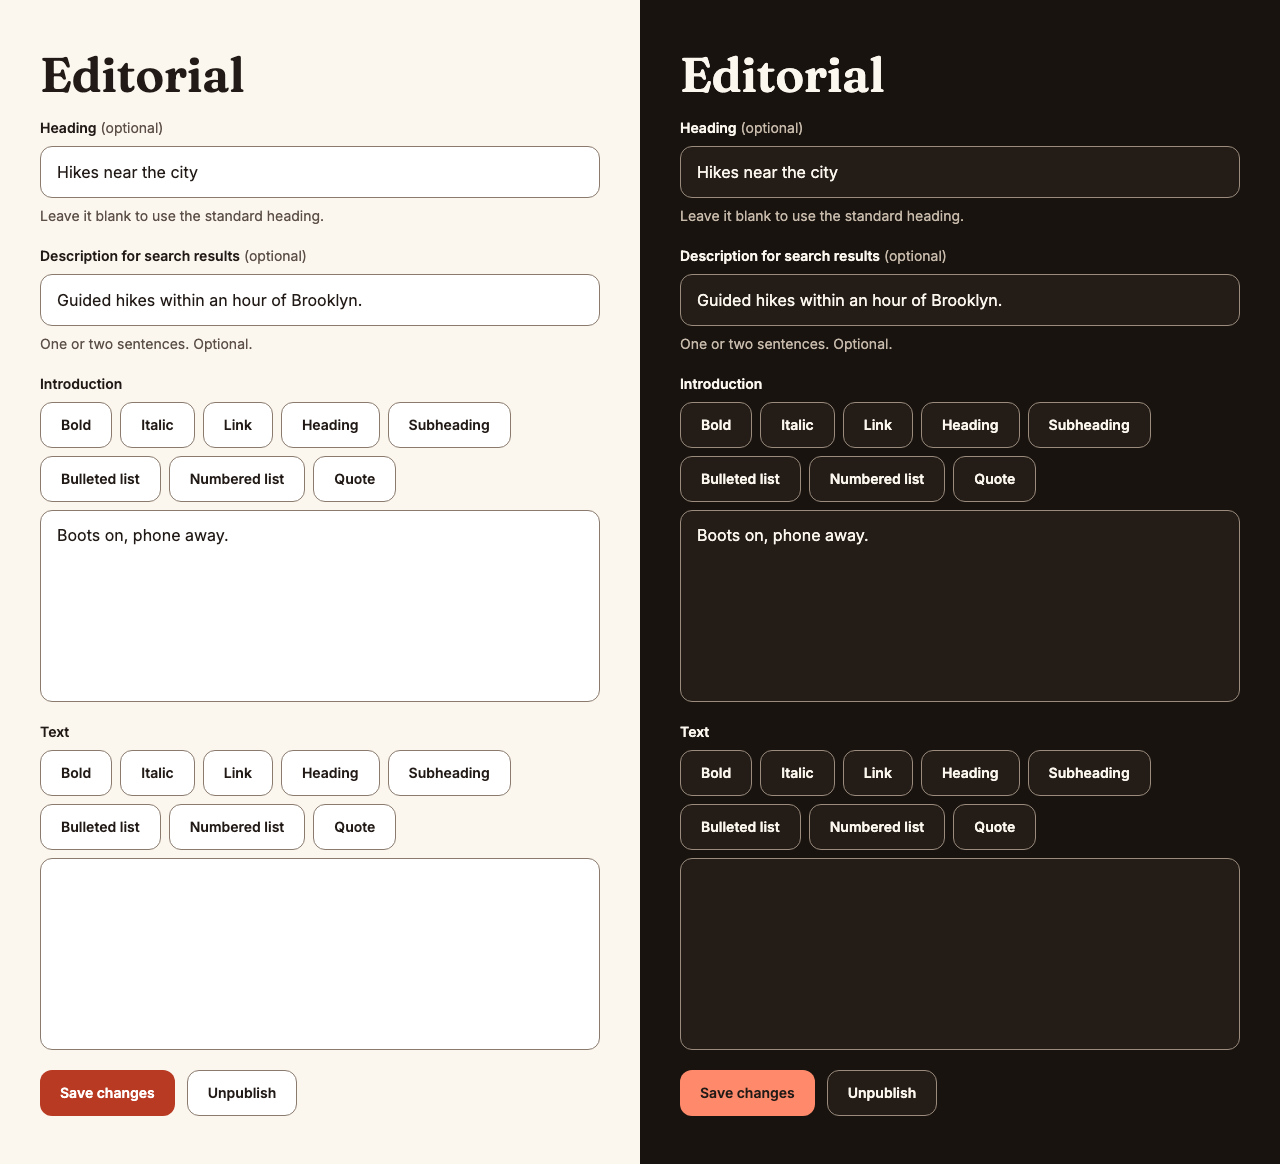 Editorial
Heading (optional)
Hikes near the city
Leave it blank to use the standard heading.
Description for search results (optional)
Guided hikes within an hour of Brooklyn.
One or two sentences. Optional.
Introduction
Bold Italic Link Heading Subheading
Bulleted list Numbered list Quote
Boots on, phone away.
Text
Bold Italic Link Heading Subheading
Bulleted list Numbered list Quote
Save changes Unpublish
Editorial
Heading (optional)
Hikes near the city
Leave it blank to use the standard heading.
Description for search results (optional)
Guided hikes within an hour of Brooklyn.
One or two sentences. Optional.
Introduction
Bold Italic Link Heading Subheading
Bulleted list Numbered list Quote
Boots on, phone away.
Text
Bold Italic Link Heading Subheading
Bulleted list Numbered list Quote
Save changes Unpublish